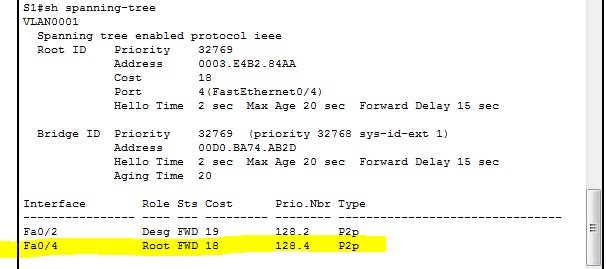 S1#sh spanning-tree
VLAN0001
Spanning tree enabled protocol ieee
Root ID Priority 32769
Address 0003.E4B2.84AA
Cost 18
Port 4(FastEthernet0/4)
Hello Time 2 sec Max Age 20 sec Forward Delay 15 sec
Bridge ID Priority 32769 (priority 32768 sys-id-ext 1)
Address 00D0.BA74.AB2D
Hello Time 2 sec Max Age 20 sec Forward Delay 15 sec
Aging Time 20
Interface Role Sts Cost Prio.Nbr Type
---------------- ---- --- --------- -------- --------------------------------
Fa0/2 Desg FWD 19 128.2 P2p
Fa0/4 Root FWD 18 128.4 P2p